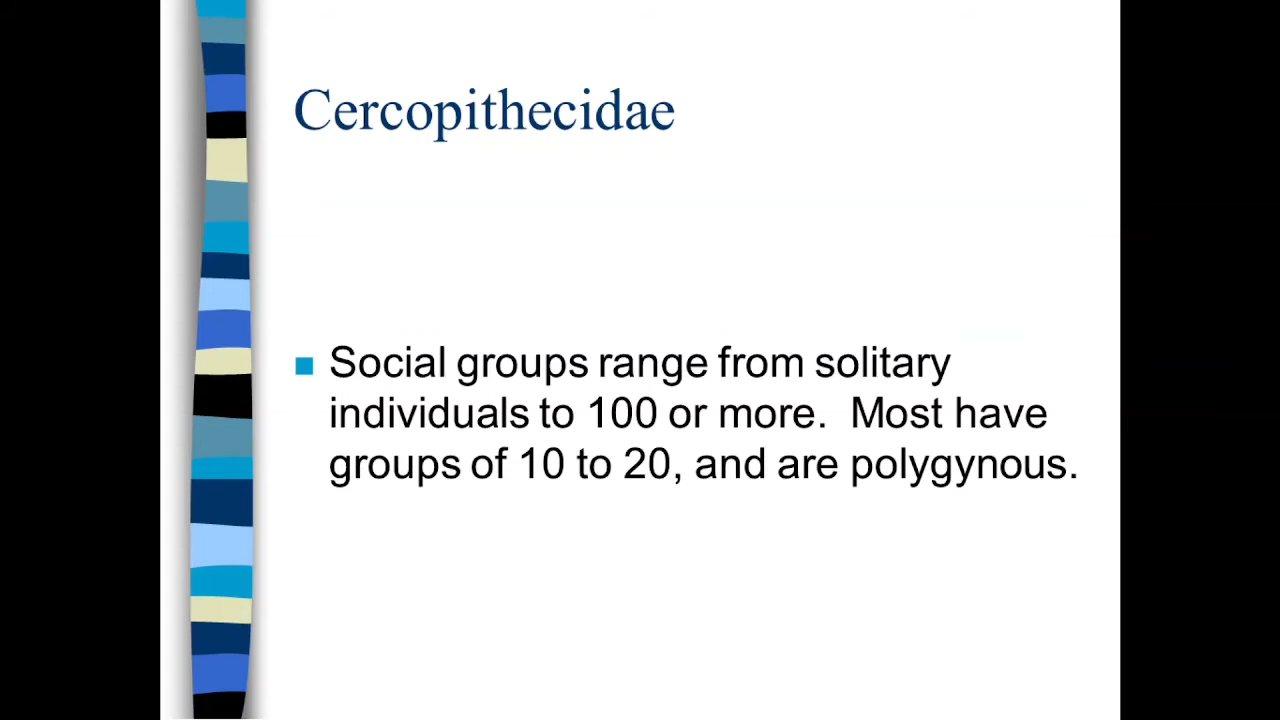 Cercopithecidae
Social groups range from solitary
individuals to 100 or more.  Most have
groups of 10 to 20, and are polygynous.